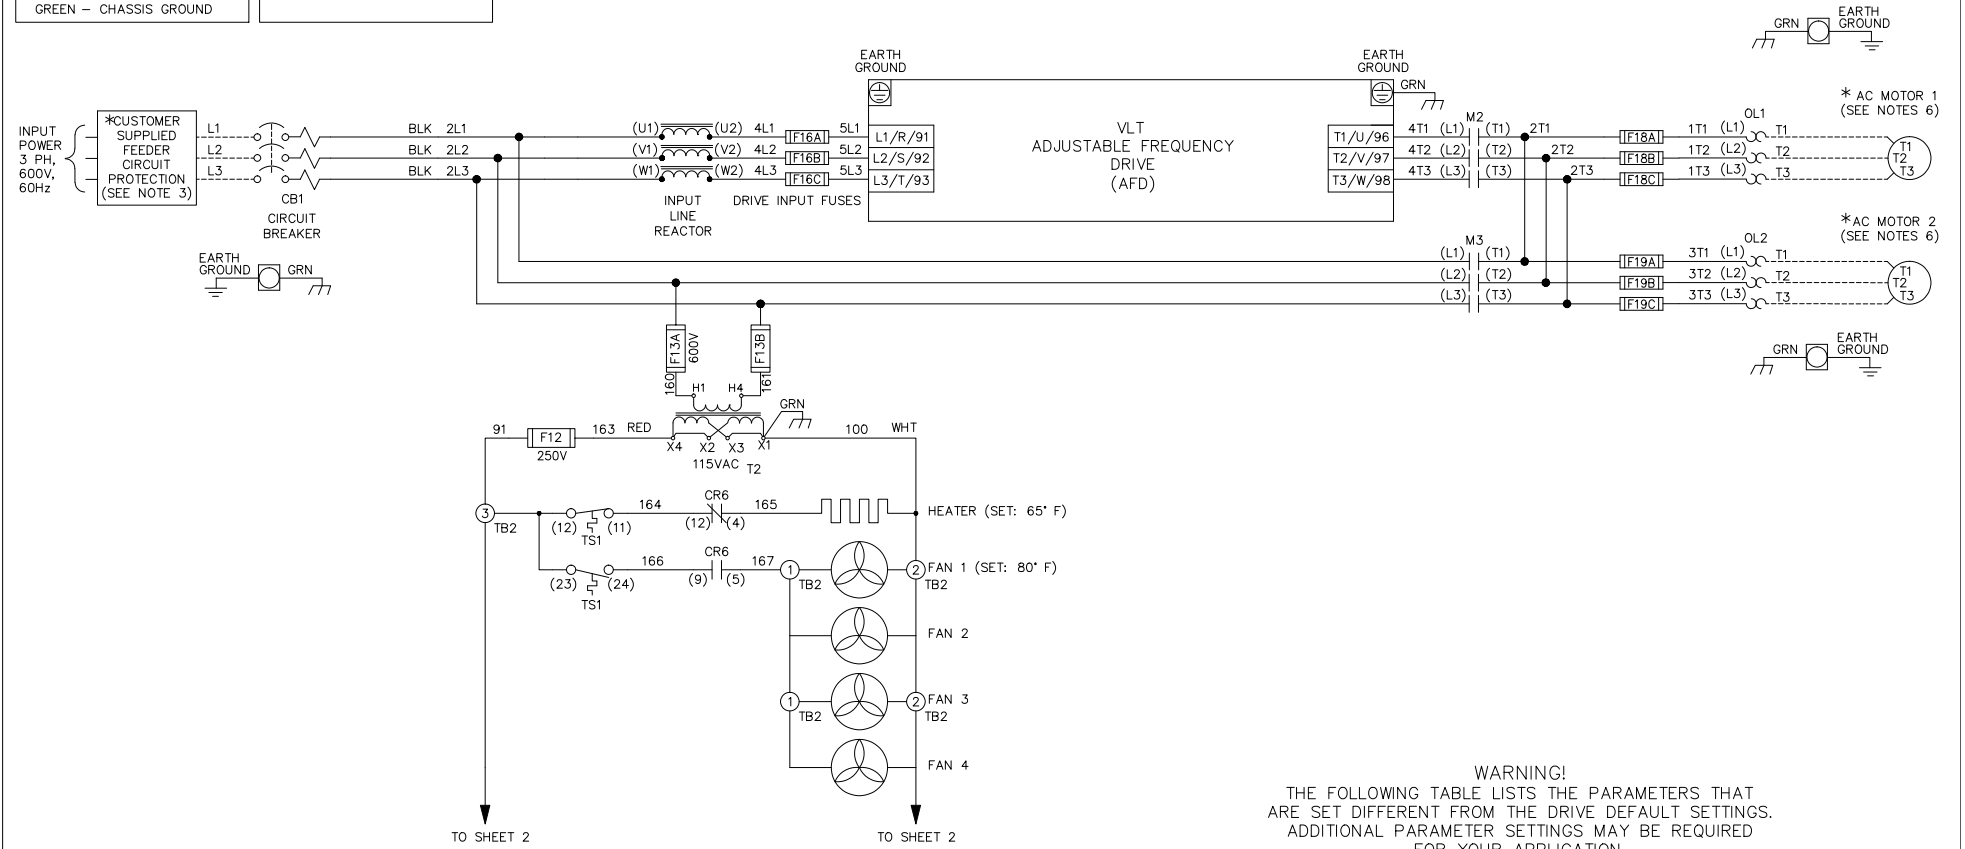 GREEN – CHASSIS GROUND
GRN
EARTH
GROUND
EARTH
GROUND
EARTH
GROUND
GRN
INPUT
POWER
3 PH,
600V,
60Hz
*CUSTOMER
SUPPLIED
FEEDER
CIRCUIT
PROTECTION
(SEE NOTE 3)
L1
L2
L3
CB1
CIRCUIT
BREAKER
BLK 2L1
BLK 2L2
BLK 2L3
(U1) (U2) 4L1 F16A 5L1
(V1) (V2) 4L2 F16B 5L2
(W1) (W2) 4L3 F16C 5L3
INPUT
LINE
REACTOR
DRIVE INPUT FUSES
L1/R/91
L2/S/92
L3/T/93
VLT
ADJUSTABLE FREQUENCY
DRIVE
(AFD)
T1/U/96
T2/V/97
T3/W/98
M2
4T1 (L1) (T1) 2T1
4T2 (L2) (T2) 2T2
4T3 (L3) (T3) 2T3
F18A 1T1 (L1) OL1 T1
F18B 1T2 (L2) T2
F18C 1T3 (L3) T3
* AC MOTOR 1
(SEE NOTES 6)
T1
T2
T3
M3
(L1) (T1)
(L2) (T2)
(L3) (T3)
F19A 3T1 (L1) OL2 T1
F19B 3T2 (L2) T2
F19C 3T3 (L3) T3
*AC MOTOR 2
(SEE NOTES 6)
T1
T2
T3
EARTH
GROUND
GRN
GRN
EARTH
GROUND
F13A
600V
F13B
160
161
H1 H4
GRN
91 F12 163 RED
250V
X4 X2 X3 X1
100 WHT
115VAC T2
3
TB2
(12) (11)
TS1
164
CR6
(12) (4)
165
HEATER (SET: 65° F)
(23) (24)
TS1
166
CR6
(9) (5)
167
1
TB2
2
TB2
FAN 1 (SET: 80° F)
FAN 2
1
TB2
2
TB2
FAN 3
FAN 4
TO SHEET 2
TO SHEET 2
WARNING!
THE FOLLOWING TABLE LISTS THE PARAMETERS THAT
ARE SET DIFFERENT FROM THE DRIVE DEFAULT SETTINGS.
ADDITIONAL PARAMETER SETTINGS MAY BE REQUIRED
FOR YOUR APPLICATION